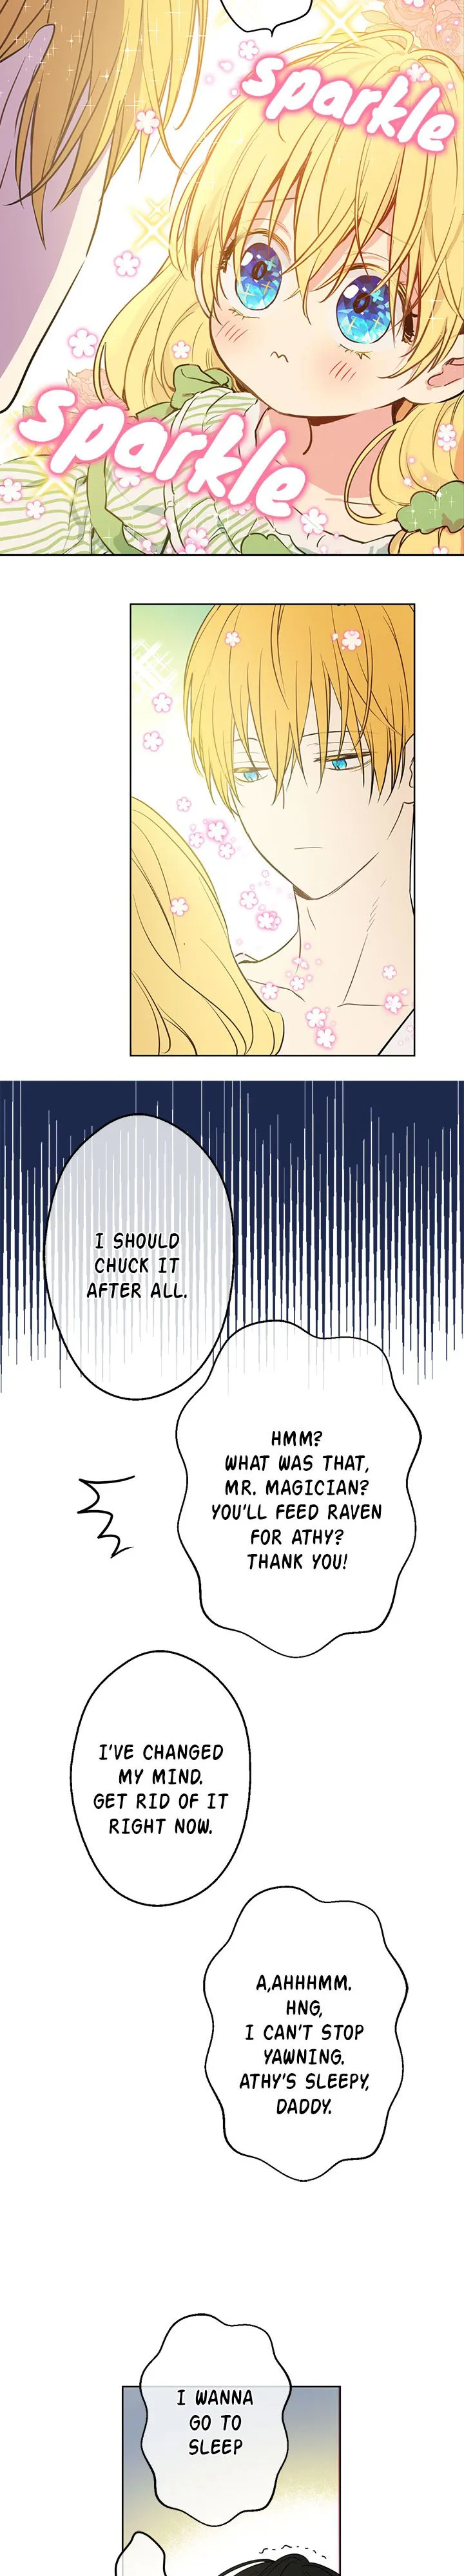 sparkle
sparkle
I SHOULD
CHUCK IT
AFTER ALL.
HMM?
WHAT WAS THAT,
MR. MAGICIAN?
YOU'LL FEED RAVEN
FOR ATHY?
THANK YOU!
I'VE CHANGED
MY MIND.
GET RID OF IT
RIGHT NOW.
A,AHHHMM.
HNG,
I CAN'T STOP
YAWNING.
ATHY'S SLEEPY,
DADDY.
I WANNA
GO TO
SLEEP